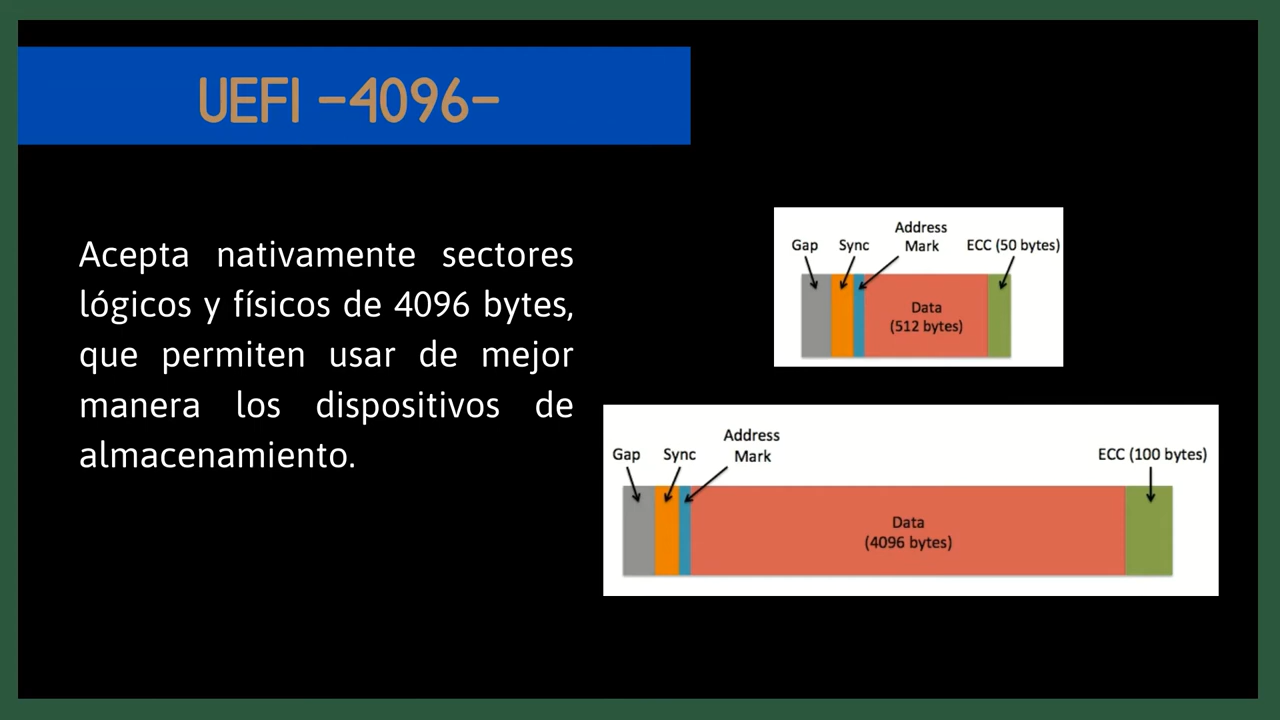 UEFI -4096-
Acepta nativamente sectores
lógicos y físicos de 4096 bytes,
que permiten usar de mejor
manera los dispositivos de
almacenamiento.
Address
Gap Sync Mark ECC (50 bytes)
Data
(512 bytes)
Address
Gap Sync Mark ECC (100 bytes)
Data
(4096 bytes)